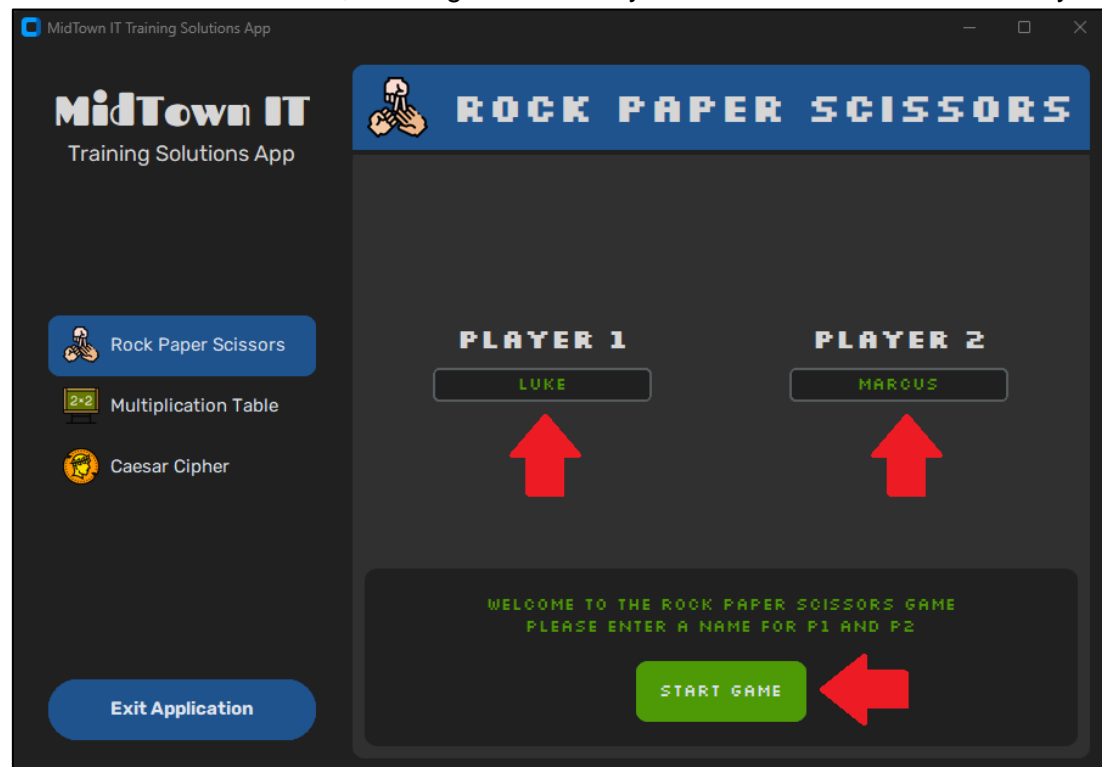 MidTown IT Training Solutions App
MidTown IT
Training Solutions App
ROCK PAPER SCISSORS
Rock Paper Scissors
2×2
Multiplication Table
Caesar Cipher
PLAYER 1
LUKE
PLAYER 2
MARCUS
WELCOME TO THE ROCK PAPER SCISSORS GAME
PLEASE ENTER A NAME FOR P1 AND P2
START GAME
Exit Application